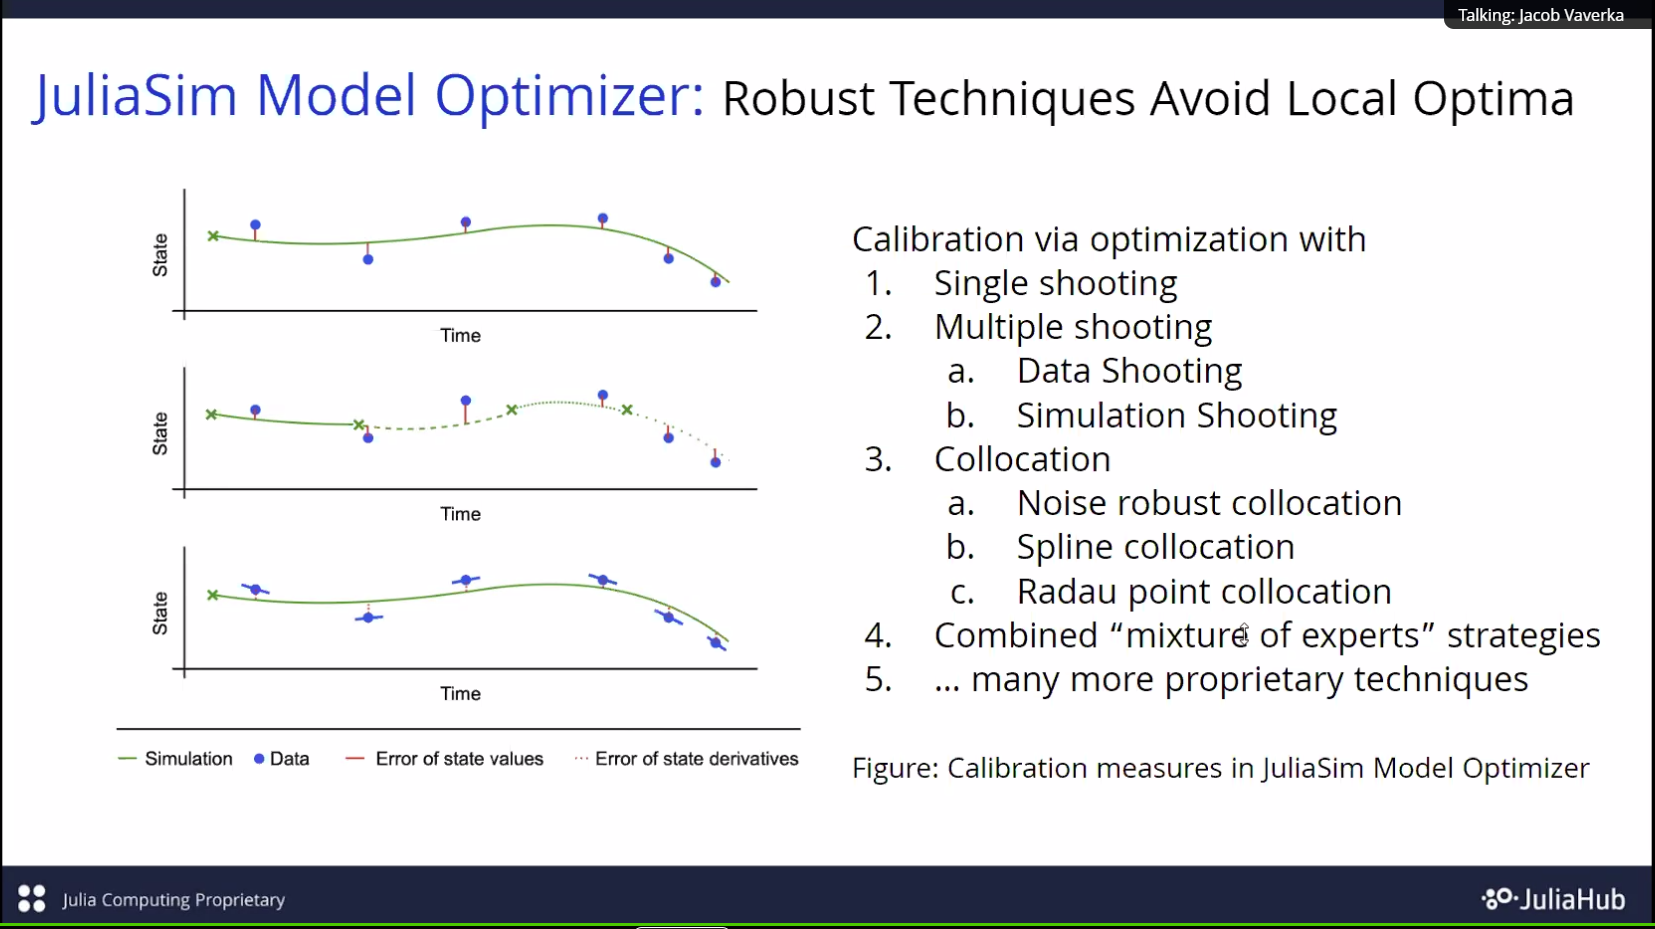 Talking: Jacob Vaverka
JuliaSim Model Optimizer: Robust Techniques Avoid Local Optima
State
Time
State
Time
State
Time
Simulation Data Error of state values Error of state derivatives
Calibration via optimization with
1. Single shooting
2. Multiple shooting
a. Data Shooting
b. Simulation Shooting
3. Collocation
a. Noise robust collocation
b. Spline collocation
c. Radau point collocation
4. Combined “mixture of experts” strategies
5. ... many more proprietary techniques
Figure: Calibration measures in JuliaSim Model Optimizer
Julia Computing Proprietary
JuliaHub